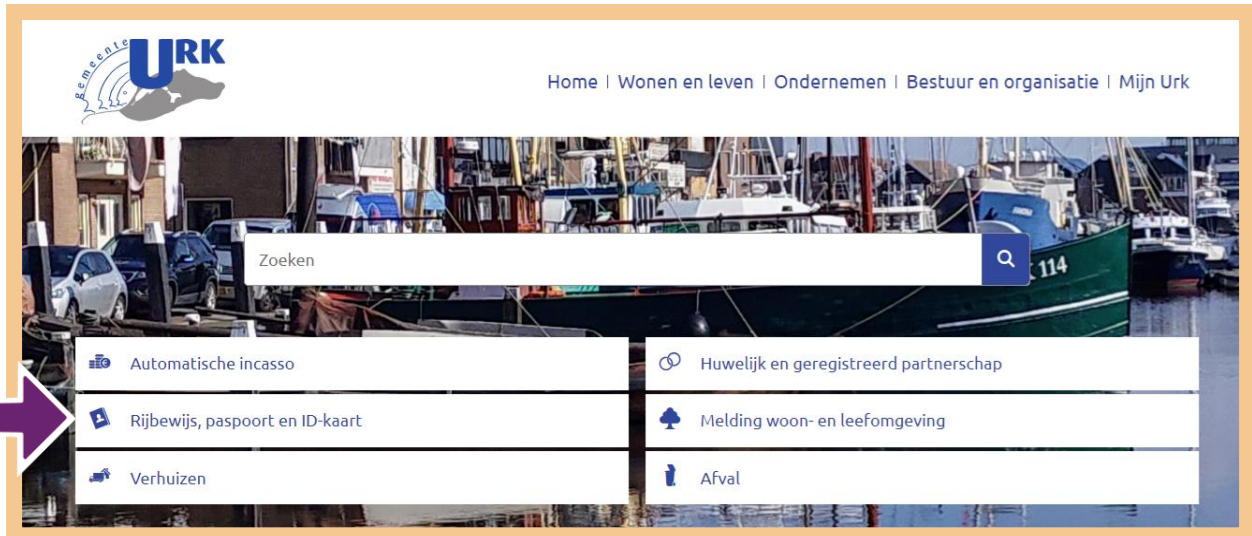 gemeente URK
Home | Wonen en leven | Ondernemen | Bestuur en organisatie | Mijn Urk
Zoeken
114
Automatische incasso
Huwelijk en geregistreerd partnerschap
Rijbewijs, paspoort en ID-kaart
Melding woon- en leefomgeving
Verhuizen
Afval